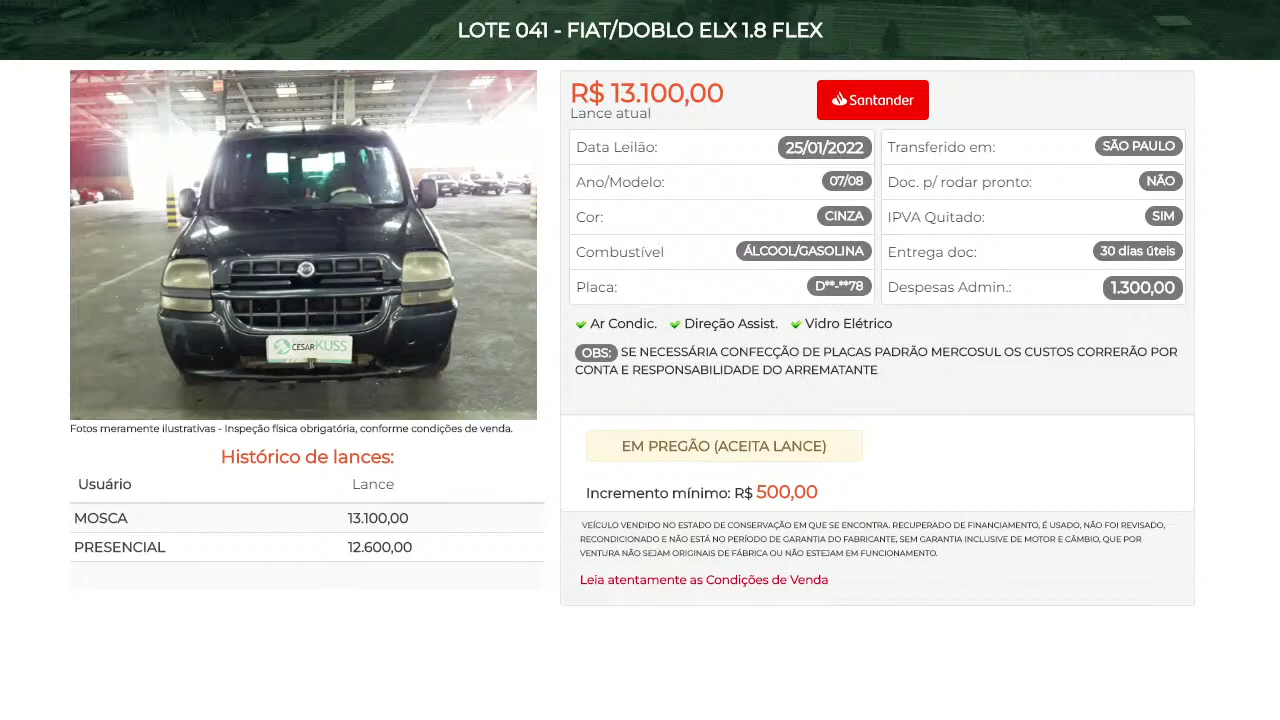 LOTE 041 - FIAT/DOBLO ELX 1.8 FLEX
CESAR KUSS
Fotos meramente ilustrativas - Inspeção física obrigatória, conforme condições de venda.
Histórico de lances:
Usuário Lance
MOSCA 13.100,00
PRESENCIAL 12.600,00
R$ 13.100,00
Lance atual
Santander
Data Leilão: 25/01/2022
Ano/Modelo: 07/08
Cor: CINZA
Combustível ÁLCOOL/GASOLINA
Placa: D**-**78
Transferido em: SÃO PAULO
Doc. p/ rodar pronto: NÃO
IPVA Quitado: SIM
Entrega doc: 30 dias úteis
Despesas Admin.: 1.300,00
Ar Condic. Direção Assist. Vidro Elétrico
OBS: SE NECESSÁRIA CONFECÇÃO DE PLACAS PADRÃO MERCOSUL OS CUSTOS CORRERÃO POR
CONTA E RESPONSABILIDADE DO ARREMATANTE
EM PREGÃO (ACEITA LANCE)
Incremento mínimo: R$ 500,00
VEÍCULO VENDIDO NO ESTADO DE CONSERVAÇÃO EM QUE SE ENCONTRA. RECUPERADO DE FINANCIAMENTO, É USADO, NÃO FOI REVISADO,
RECONDICIONADO E NÃO ESTÁ NO PERÍODO DE GARANTIA DO FABRICANTE, SEM GARANTIA INCLUSIVE DE MOTOR E CÂMBIO, QUE POR
VENTURA NÃO SEJAM ORIGINAIS DE FÁBRICA OU NÃO ESTEJAM EM FUNCIONAMENTO.
Leia atentamente as Condições de Venda